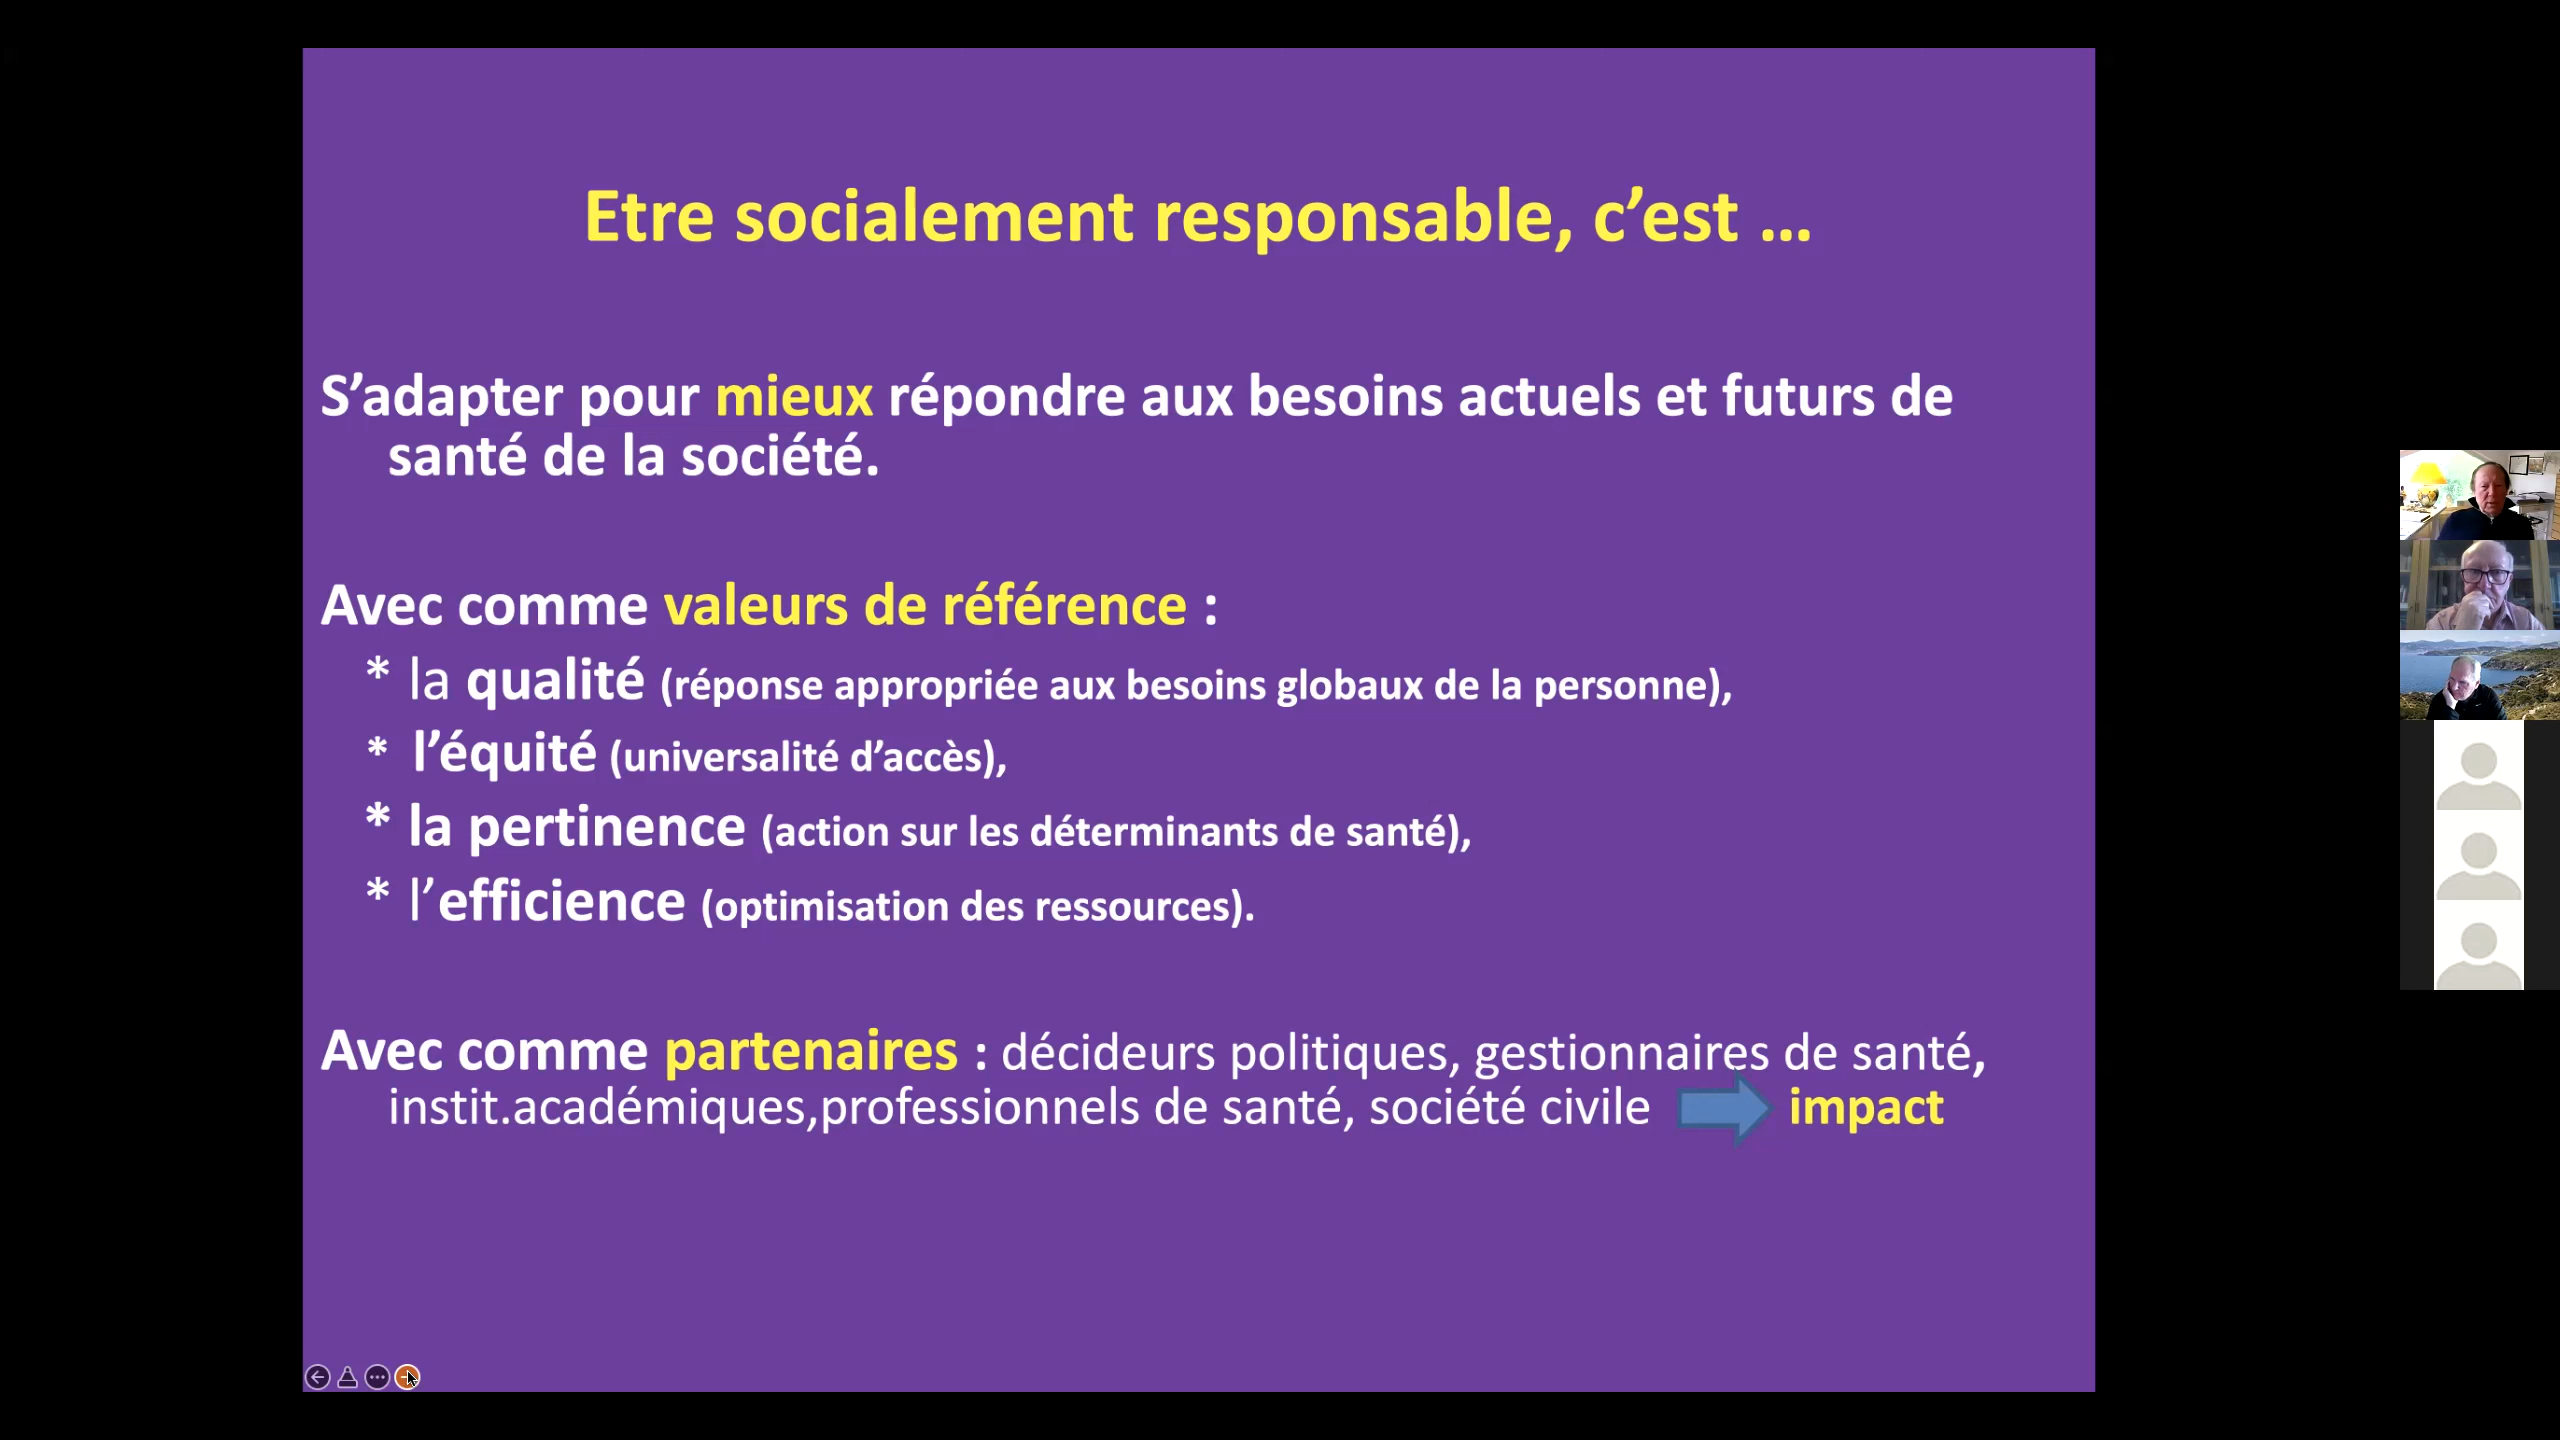 Etre socialement responsable, c’est ...
S’adapter pour mieux répondre aux besoins actuels et futurs de
santé de la société.
Avec comme valeurs de référence :
* la qualité (réponse appropriée aux besoins globaux de la personne),
* l’équité (universalité d’accès),
* la pertinence (action sur les déterminants de santé),
* l’efficience (optimisation des ressources).
Avec comme partenaires : décideurs politiques, gestionnaires de santé,
instit.académiques,professionnels de santé, société civile impact